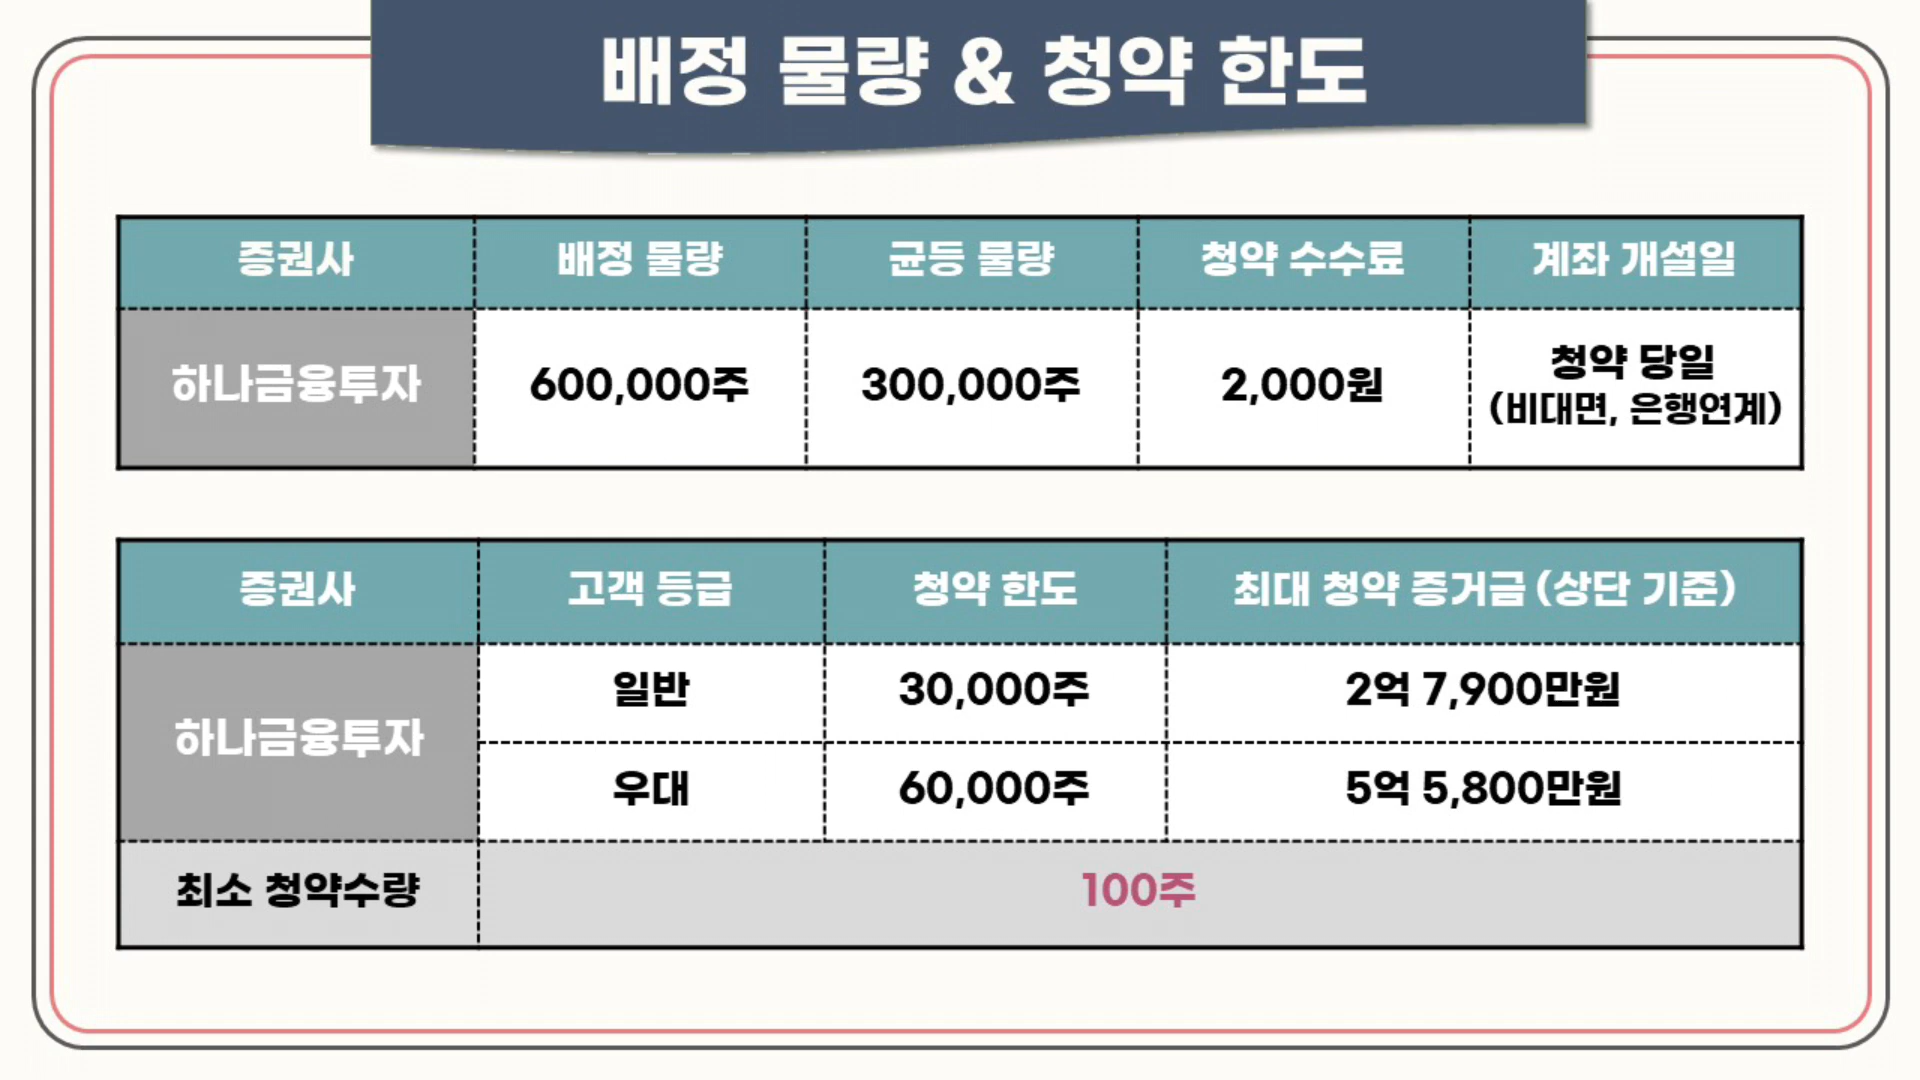 배정 물량 & 청약 한도
증권사 배정 물량 균등 물량 청약 수수료 계좌 개설일
하나금융투자 600,000주 300,000주 2,000원 청약 당일
(비대면, 은행연계)
증권사 고객 등급 청약 한도 최대 청약 증거금 (상단 기준)
하나금융투자
일반 30,000주 2억 7,900만원
우대 60,000주 5억 5,800만원
최소 청약수량 100주